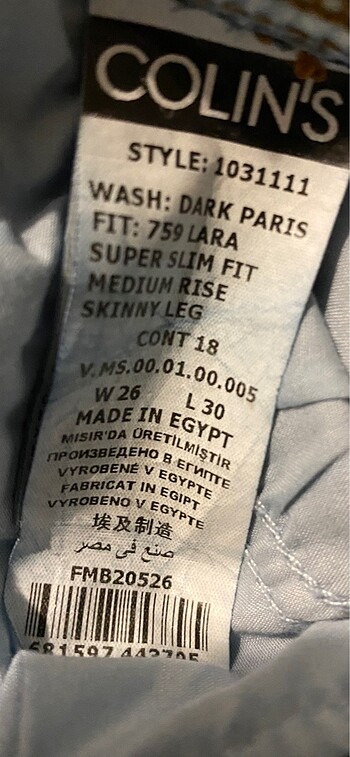 COLIN'S
STYLE: 1031111
WASH: DARK PARIS
FIT: 759 LARA
SUPER SLIM FIT
MEDIUM RISE
SKINNY LEG
CONT 18
V.MS.00.01.00.005
W 26 L 30
MADE IN EGYPT
MISIR'DA ÜRETİLMİŞTİR
ПРОИЗВЕДЕНО В ЕГИПТЕ
VYROBENÉ V EGYPTE
FABRICAT IN EGIPT
VYROBENO V EGYPTE
埃及制造
صنع في مصر
FMB20526